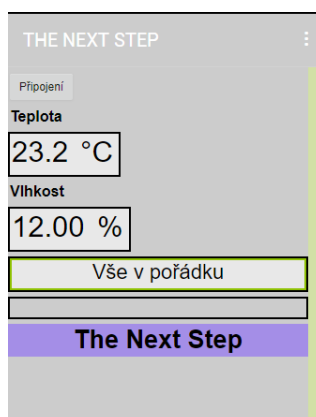 THE NEXT STEP
Připojení
Teplota
23.2 °C
Vlhkost
12.00 %
Vše v pořádku
The Next Step